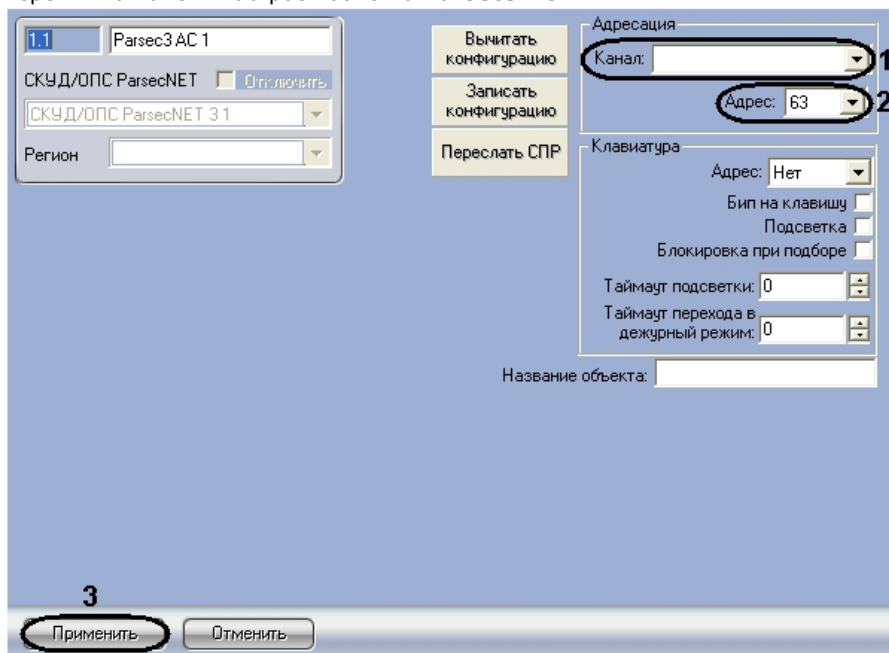 1.1 Parsec3 AC 1
СКУД/ОПС ParsecNET Отключить
СКУД/ОПС ParsecNET 3 1
Регион
Вычитать
конфигурацию
Записать
конфигурацию
Переслать СПР
Адресация
Канал: 1
Адрес: 63 2
Клавиатура
Адрес: Нет
Бип на клавишу
Подсветка
Блокировка при подборе
Таймаут подсветки: 0
Таймаут перехода в
дежурный режим: 0
Название объекта:
3
Применить Отменить